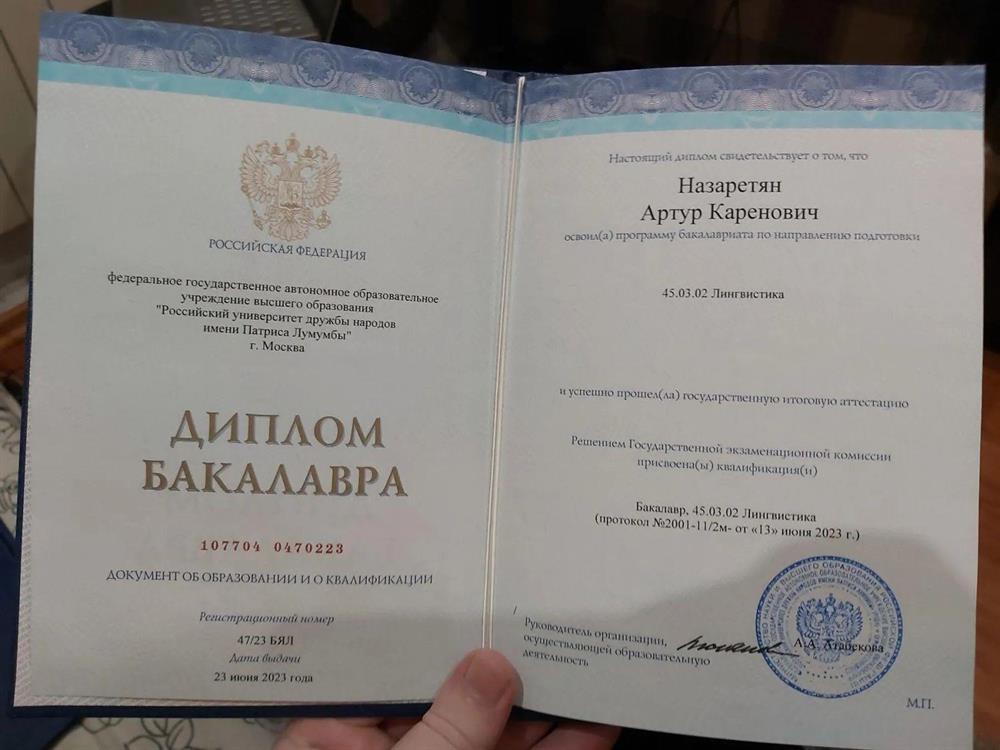 РОССИЙСКАЯ ФЕДЕРАЦИЯ
федеральное государственное автономное образовательное
учреждение высшего образования
"Российский университет дружбы народов
имени Патриса Лумумбы"
г. Москва
ДИПЛОМ
БАКАЛАВРА
107704 0470223
ДОКУМЕНТ ОБ ОБРАЗОВАНИИ И О КВАЛИФИКАЦИИ
Регистрационный номер
47/23 БЯЛ
Дата выдачи
23 июня 2023 года
Настоящий диплом свидетельствует о том, что
Назаретян
Артур Каренович
освоил(а) программу бакалавриата по направлению подготовки
45.03.02 Лингвистика
и успешно прошел(ла) государственную итоговую аттестацию
Решением Государственной экзаменационной комиссии
присвоена(ы) квалификация(и)
Бакалавр, 45.03.02 Лингвистика
(протокол №2001-11/2м- от «13» июня 2023 г.)
/
Руководитель организации,
осуществляющей образовательную
деятельность
А.А. Атабекова
М.П.